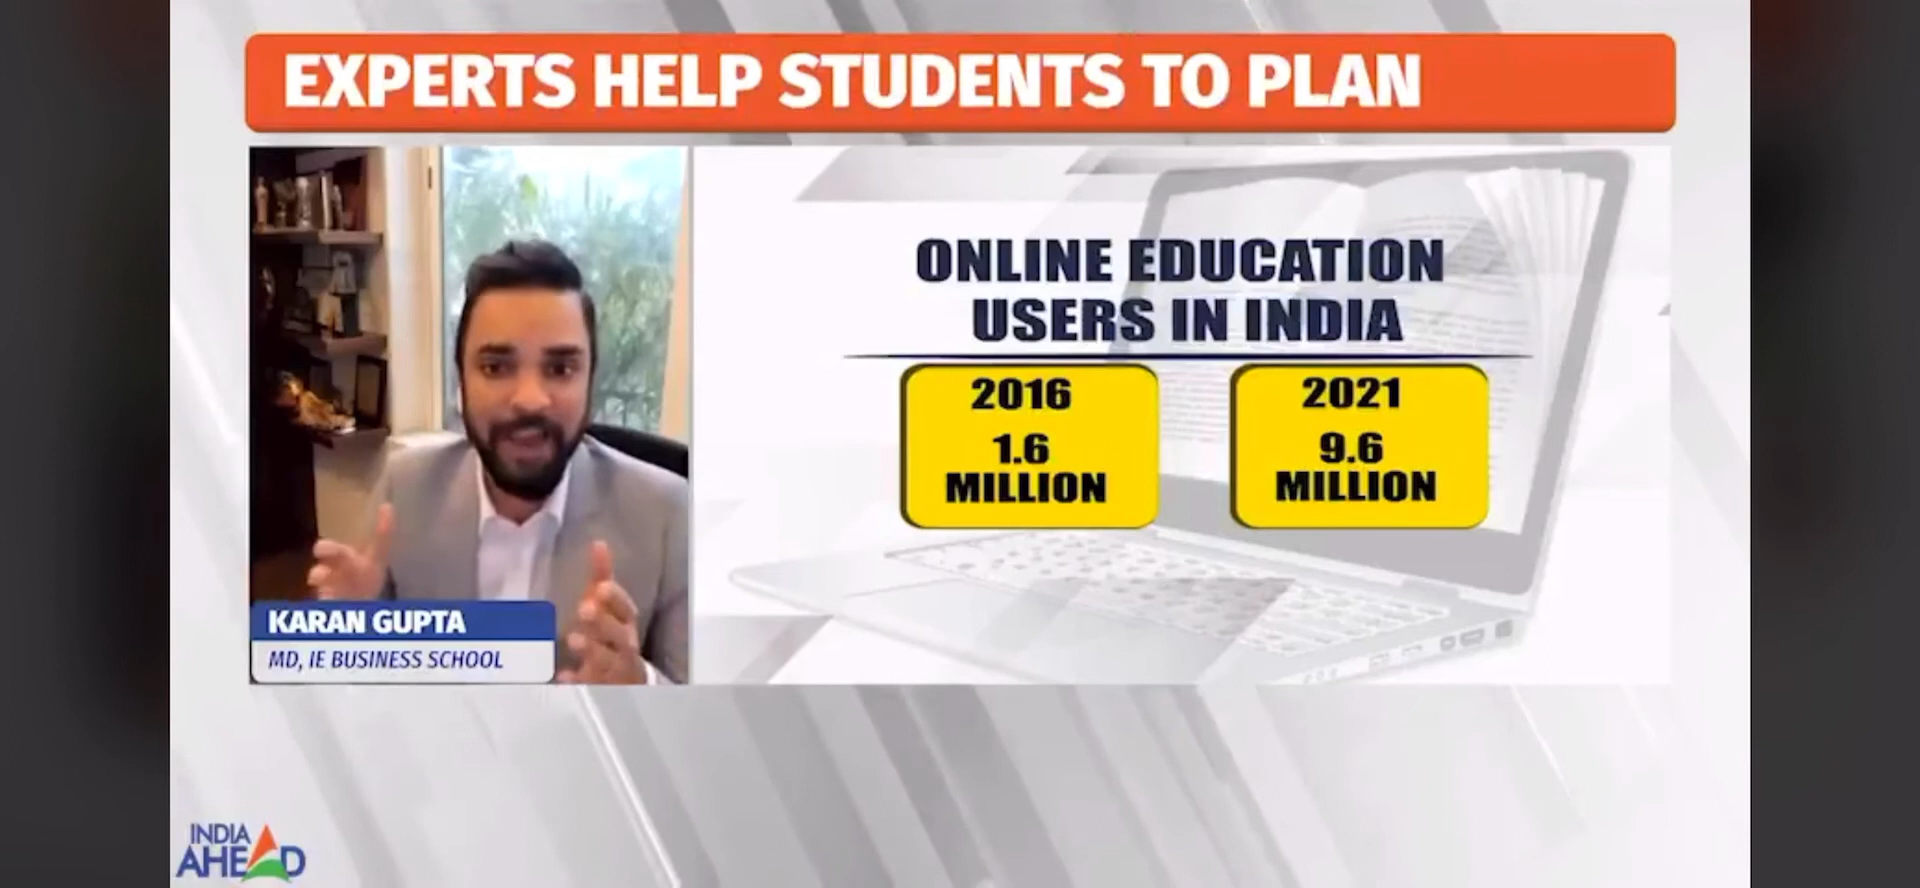 EXPERTS HELP STUDENTS TO PLAN
ONLINE EDUCATION
USERS IN INDIA
2016
1.6
MILLION
2021
9.6
MILLION
KARAN GUPTA
MD, IE BUSINESS SCHOOL
INDIA
AHEAD